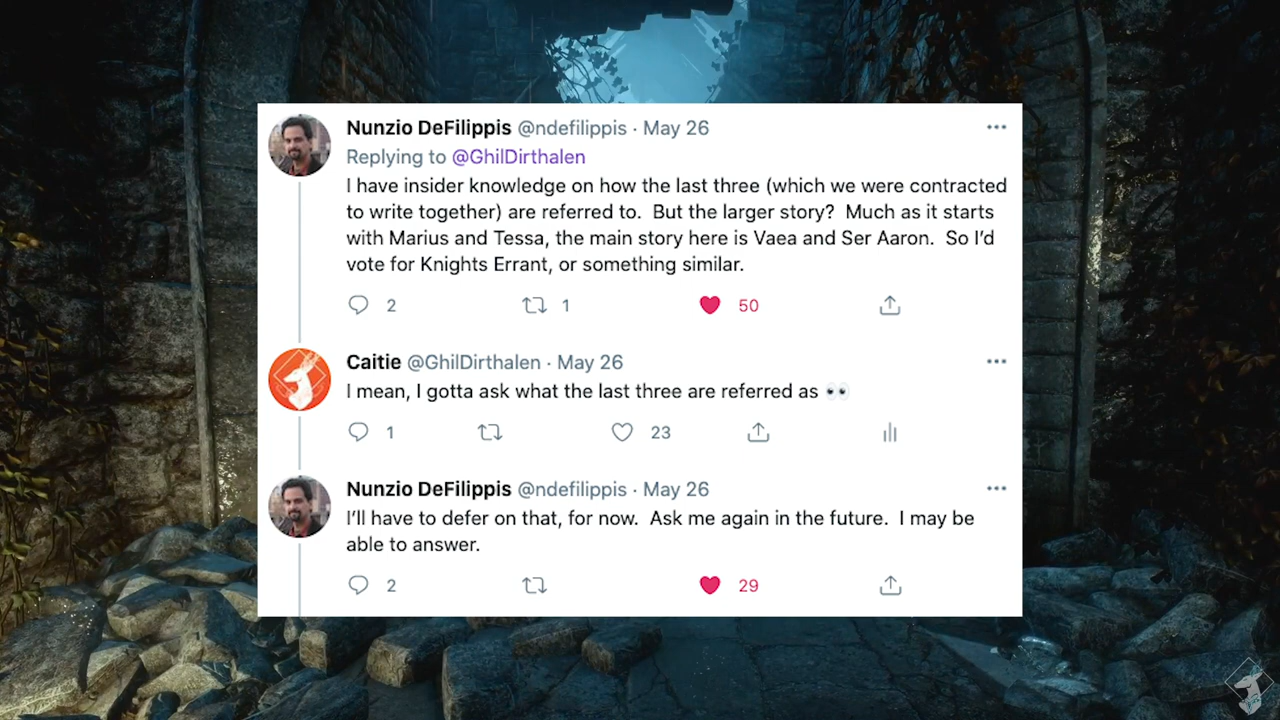 Nunzio DeFilippis @ndefilippis · May 26
Replying to @GhilDirthalen
I have insider knowledge on how the last three (which we were contracted
to write together) are referred to.  But the larger story?  Much as it starts
with Marius and Tessa, the main story here is Vaea and Ser Aaron.  So I'd
vote for Knights Errant, or something similar.
2 1 50
Caitie @GhilDirthalen · May 26
I mean, I gotta ask what the last three are referred as 👀
1 23
Nunzio DeFilippis @ndefilippis · May 26
I'll have to defer on that, for now.  Ask me again in the future.  I may be
able to answer.
2 29